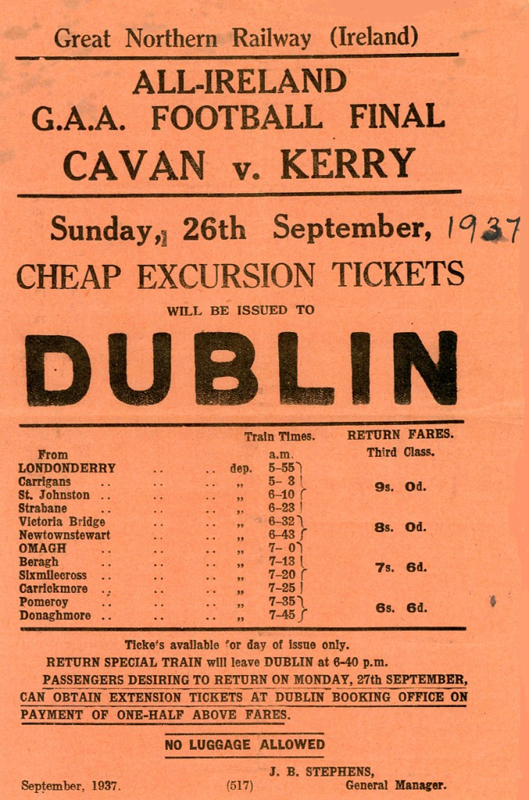 Great Northern Railway (Ireland)
ALL-IRELAND
G.A.A. FOOTBALL FINAL
CAVAN v. KERRY
Sunday, 26th September, 1937
CHEAP EXCURSION TICKETS
WILL BE ISSUED TO
DUBLIN
Train Times. RETURN FARES.
From a.m. Third Class.
LONDONDERRY .. .. dep. 5-55
Carrigans .. .. „ 5- 3
St. Johnston .. .. „ 6-10 9s. 0d.
Strabane .. .. „ 6-23
Victoria Bridge .. .. „ 6-32
Newtownstewart .. „ 6-43 8s. 0d.
OMAGH .. .. „ 7- 0
Beragh .. .. „ 7-13
Sixmilecross .. .. „ 7-20 7s. 6d.
Carrickmore .. .. „ 7-25
Pomeroy .. .. „ 7-35
Donaghmore .. .. „ 7-45 6s. 6d.
Ticke's available for day of issue only.
RETURN SPECIAL TRAIN will leave DUBLIN at 6-40 p.m.
PASSENGERS DESIRING TO RETURN ON MONDAY, 27th SEPTEMBER,
CAN OBTAIN EXTENSION TICKETS AT DUBLIN BOOKING OFFICE ON
PAYMENT OF ONE-HALF ABOVE FARES.
NO LUGGAGE ALLOWED
J. B. STEPHENS,
September, 1937. (517) General Manager.